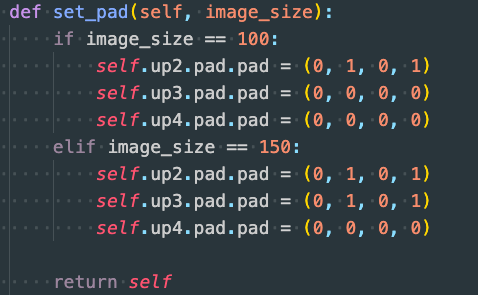 def set_pad(self, image_size):
    if image_size == 100:
        self.up2.pad.pad = (0, 1, 0, 1)
        self.up3.pad.pad = (0, 0, 0, 0)
        self.up4.pad.pad = (0, 0, 0, 0)
    elif image_size == 150:
        self.up2.pad.pad = (0, 1, 0, 1)
        self.up3.pad.pad = (0, 1, 0, 1)
        self.up4.pad.pad = (0, 0, 0, 0)

    return self